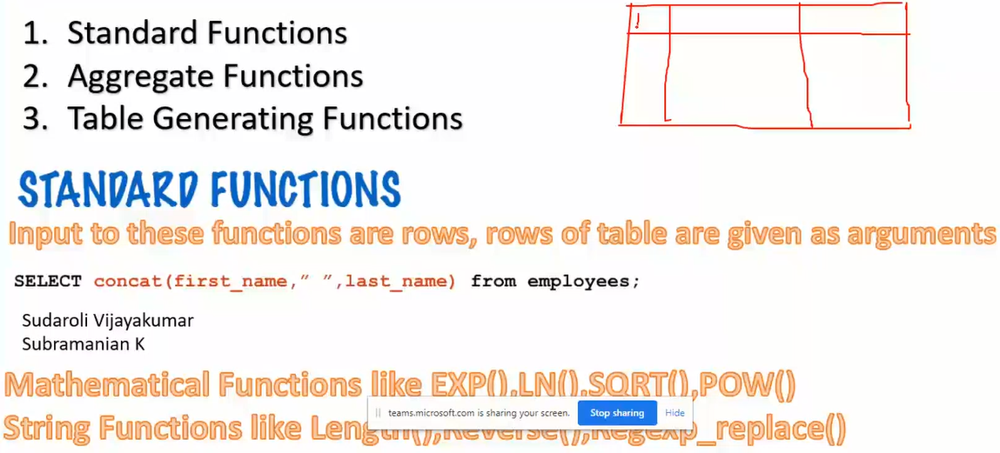 1. Standard Functions
2. Aggregate Functions
3. Table Generating Functions
STANDARD FUNCTIONS
Input to these functions are rows, rows of table are given as arguments
SELECT concat(first_name,” ”,last_name) from employees;
Sudaroli Vijayakumar
Subramanian K
Mathematical Functions like EXP(),LN(),SQRT(),POW()
teams.microsoft.com is sharing your screen. Stop sharing Hide
String Functions like Length(),Reverse(),Regexp_replace()